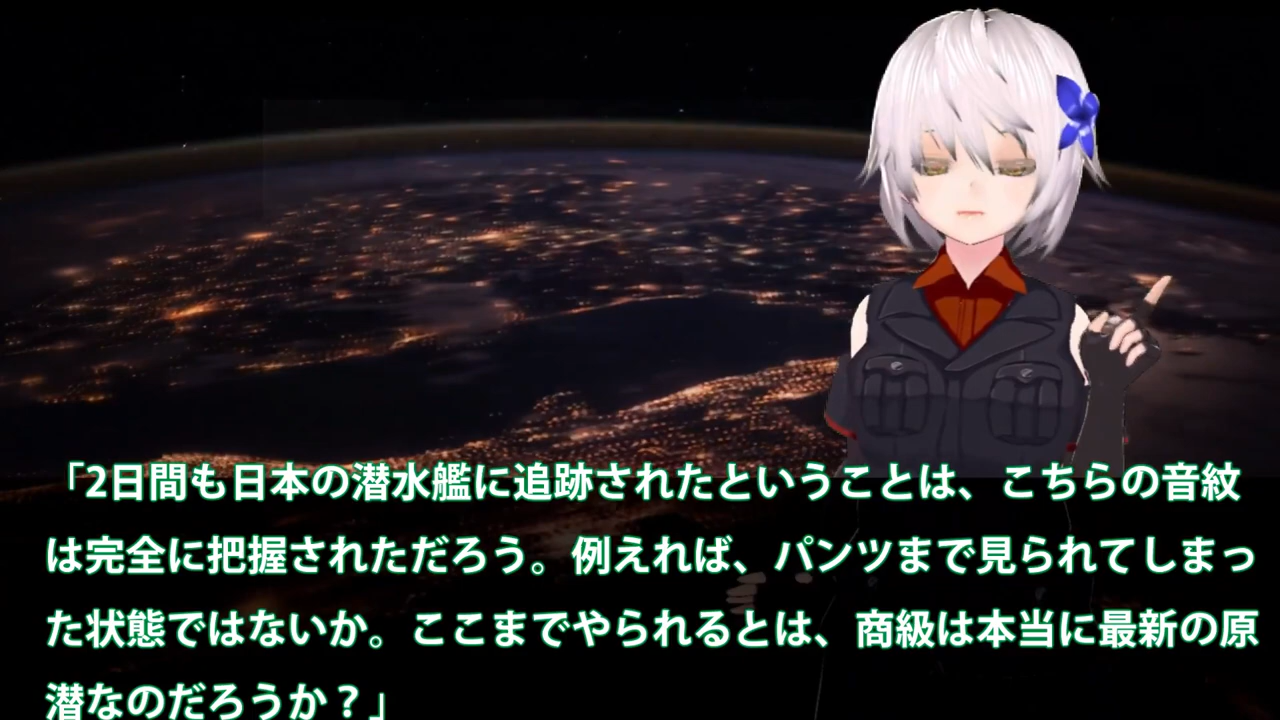 「2日間も日本の潜水艦に追跡されたということは、こちらの音紋
は完全に把握されただろう。例えれば、パンツまで見られてしまっ
た状態ではないか。ここまでやられるとは、商級は本当に最新の原
潜なのだろうか？」